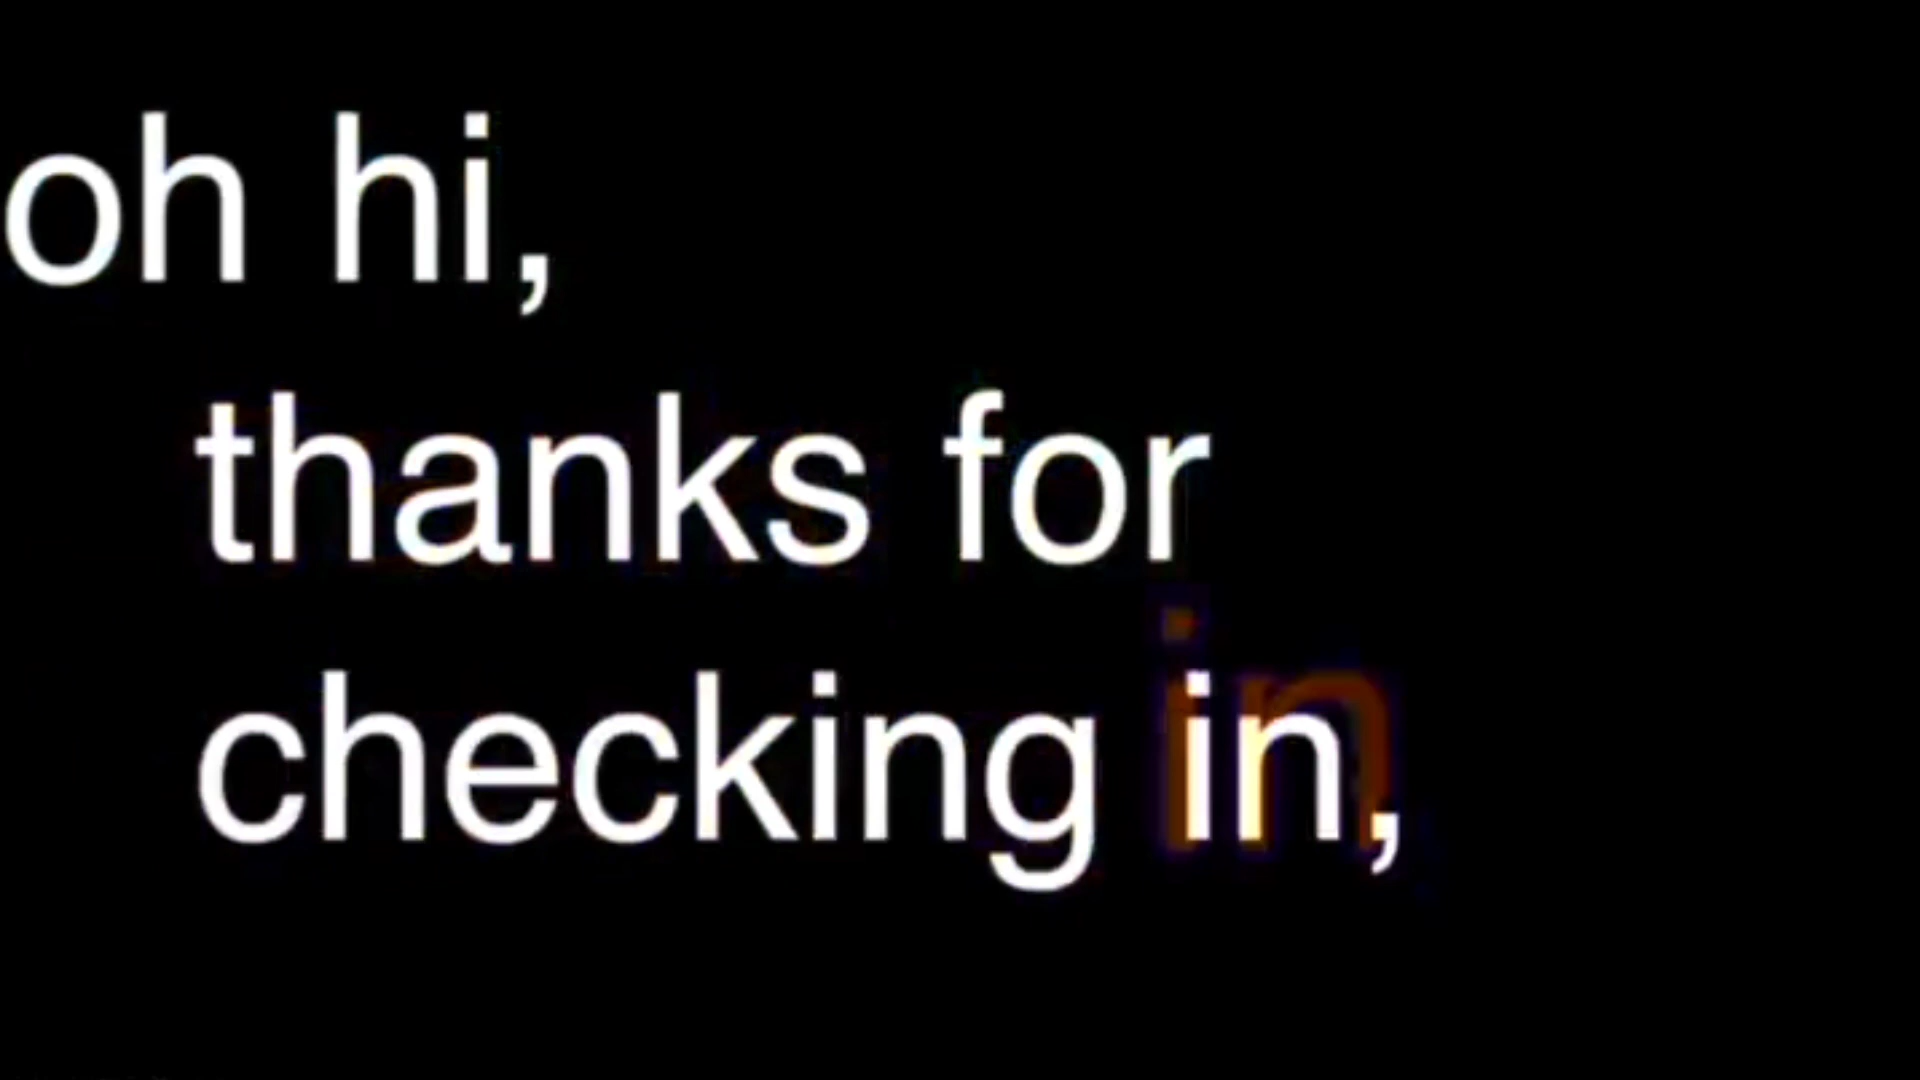 oh hi,
thanks for
checking in,